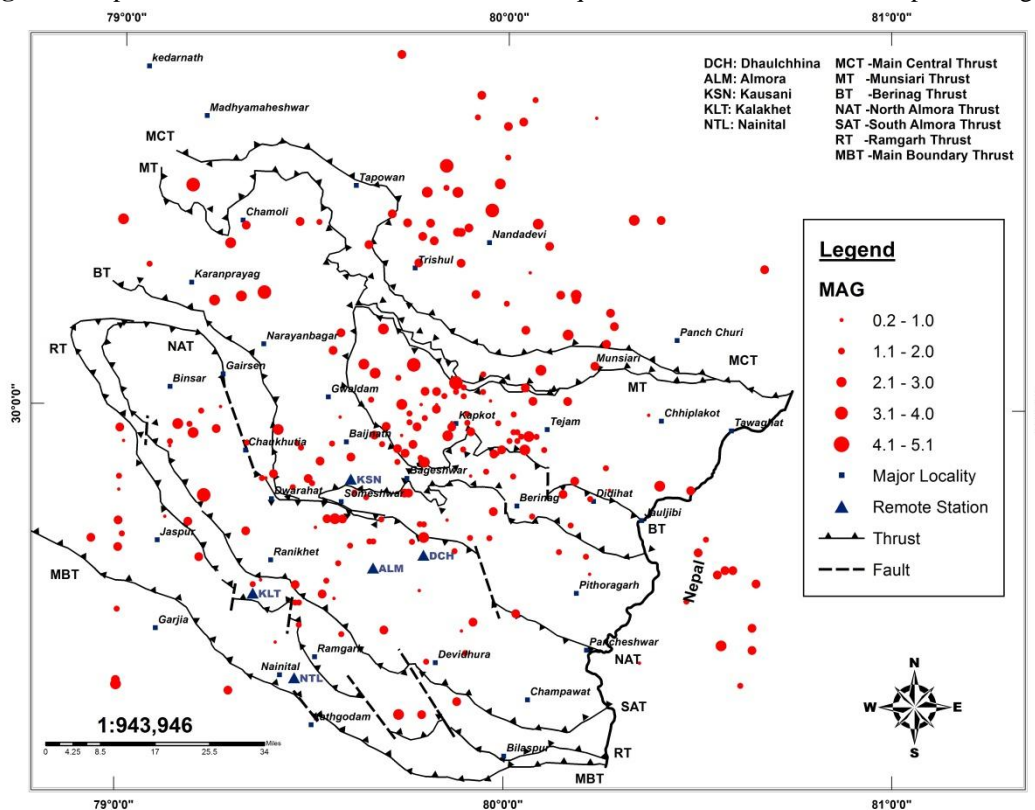 79°0'0" 80°0'0" 81°0'0"
kedarnath
DCH: Dhaulchhina MCT -Main Central Thrust
ALM: Almora MT -Munsiari Thrust
KSN: Kausani BT -Berinag Thrust
KLT: Kalakhet NAT -North Almora Thrust
NTL: Nainital SAT -South Almora Thrust
RT -Ramgarh Thrust
MBT -Main Boundary Thrust
Madhyamaheshwar
MCT
MT
Tapowan
Chamoli
Nandadevi
Trishul
BT
Karanprayag
Legend
MAG
0.2 - 1.0
1.1 - 2.0
2.1 - 3.0
3.1 - 4.0
4.1 - 5.1
Major Locality
Remote Station
Thrust
Fault
RT
NAT
Narayanbagar
Panch Churi
Munsiari
MCT
MT
Gairsen
Binsar
Gwaldam
30°0'0" 30°0'0"
Kapkot
Tejam
Chhiplakot
Tawaghat
Chaukhutia
Baijnath
KSN
Bageshwar
Dwarahat
Someshwar
Berinag
Didihat
Jauljibi
BT
Jaspur
Ranikhet
DCH
ALM
MBT
KLT
Pithoragarh
Nepal
Garjia
Ramgarh
Devidhura
Pancheshwar
NAT
Nainital
NTL
Champawat
SAT
Kathgodam
Bilaspur
RT
MBT
1:943,946
Miles
0 4.25 8.5 17 25.5 34
N
W E
S
79°0'0" 80°0'0" 81°0'0"